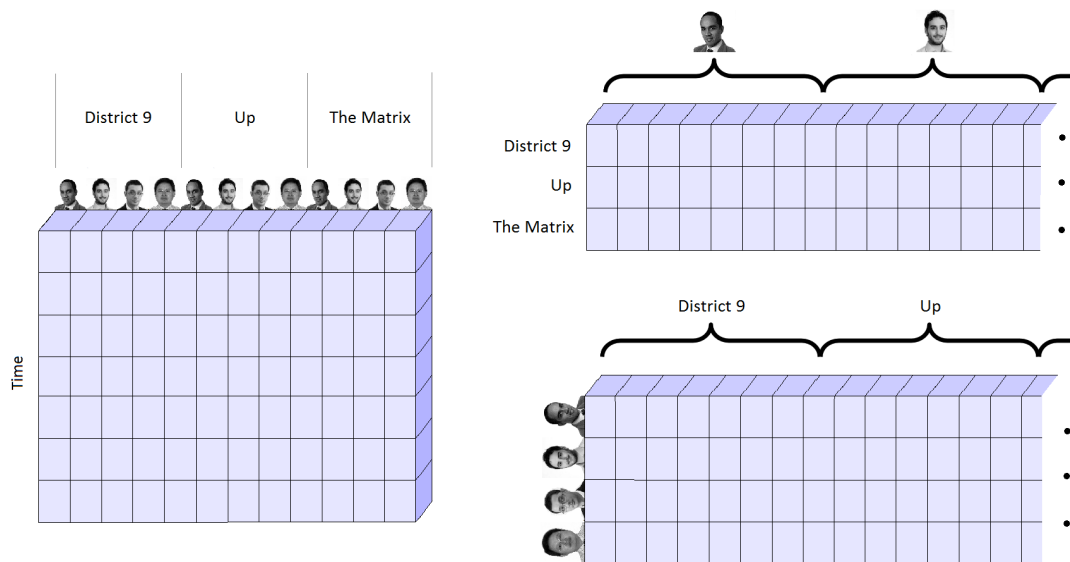 District 9 Up The Matrix
Time
District 9
Up
The Matrix
District 9 Up